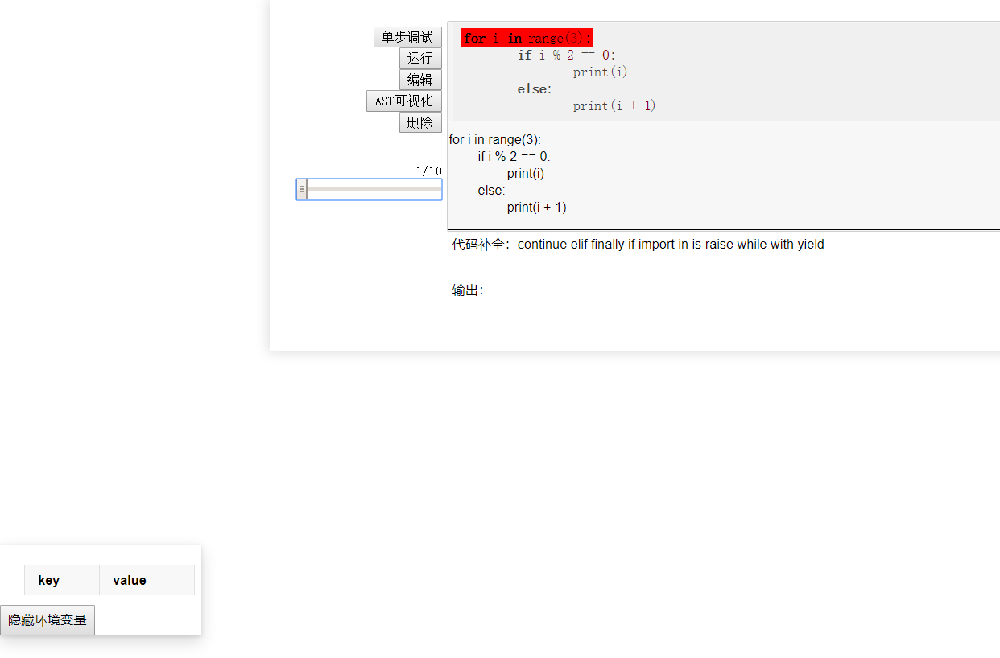 单步调试
运行
编辑
AST可视化
删除
1/10
for i in range(3):
if i % 2 == 0:
print(i)
else:
print(i + 1)
for i in range(3):
if i % 2 == 0:
print(i)
else:
print(i + 1)
代码补全：continue elif finally if import in is raise while with yield
输出：
key value
隐藏环境变量